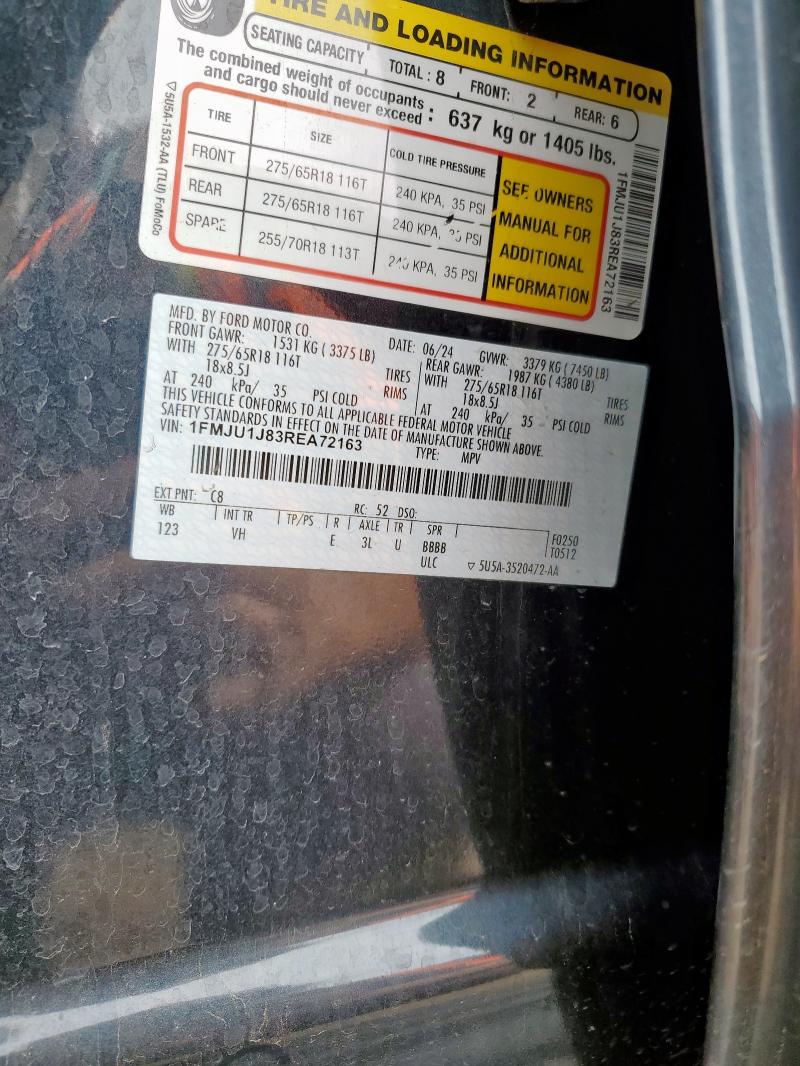 TIRE AND LOADING INFORMATION
SEATING CAPACITY TOTAL : 8 FRONT: 2 REAR: 6
The combined weight of occupants and cargo should never exceed : 637 kg or 1405 lbs.
TIRE SIZE COLD TIRE PRESSURE
FRONT 275/65R18 116T 240 KPA, 35 PSI
REAR 275/65R18 116T 240 KPA, 35 PSI
SPARE 255/70R18 113T 240 KPA, 35 PSI
SEE OWNERS
MANUAL FOR
ADDITIONAL
INFORMATION
5U5A-1532-AA (TLU) FoMoCo
1FMJU1J83REA72163
MFD. BY FORD MOTOR CO. DATE: 06/24 GVWR: 3379 KG ( 7450 LB)
FRONT GAWR: 1531 KG ( 3375 LB) REAR GAWR: 1987 KG ( 4380 LB)
WITH 275/65R18 116T TIRES WITH 275/65R18 116T TIRES
18x8.5J RIMS 18x8.5J RIMS
AT 240 kPa/ 35 PSI COLD AT 240 kPa/ 35 PSI COLD
THIS VEHICLE CONFORMS TO ALL APPLICABLE FEDERAL MOTOR VEHICLE
SAFETY STANDARDS IN EFFECT ON THE DATE OF MANUFACTURE SHOWN ABOVE.
VIN: 1FMJU1J83REA72163 TYPE: MPV
EXT PNT: C8 RC: 52 DSO:
WB INT TR TP/PS R AXLE TR SPR
123 VH E 3L U BBBB
ULC
F0250
T0512
5U5A-3520472-AA